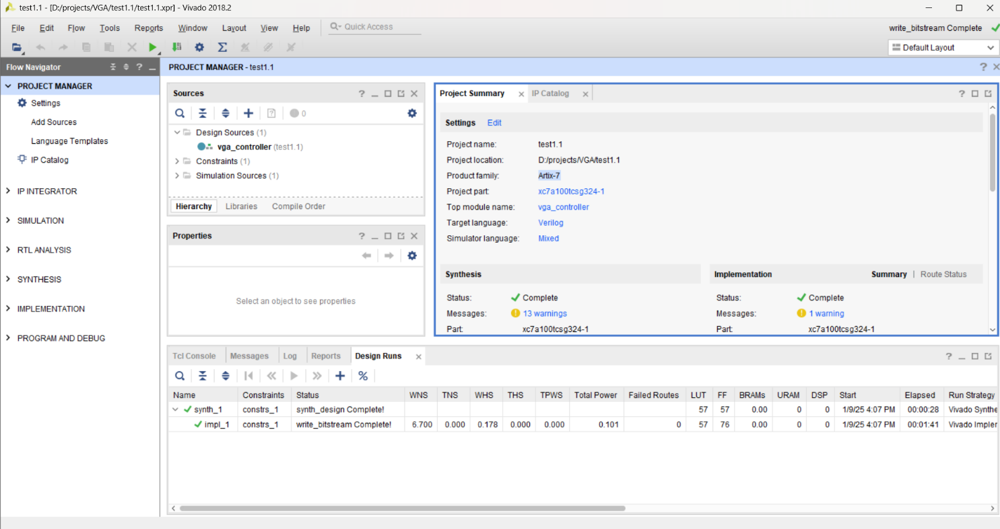 test1.1 - [D:/projects/VGA/test1.1/test1.1.xpr] - Vivado 2018.2
File Edit Flow Tools Reports Window Layout View Help Quick Access
write_bitstream Complete
Default Layout
Flow Navigator
PROJECT MANAGER - test1.1
PROJECT MANAGER
Settings
Add Sources
Language Templates
IP Catalog
IP INTEGRATOR
SIMULATION
RTL ANALYSIS
SYNTHESIS
IMPLEMENTATION
PROGRAM AND DEBUG
Sources
0
Design Sources (1)
vga_controller (test1.1)
Constraints (1)
Simulation Sources (1)
Hierarchy Libraries Compile Order
Properties
Select an object to see properties
Project Summary IP Catalog
Settings Edit
Project name: test1.1
Project location: D:/projects/VGA/test1.1
Product family: Artix-7
Project part: xc7a100tcsg324-1
Top module name: vga_controller
Target language: Verilog
Simulator language: Mixed
Synthesis
Status: Complete
Messages: 13 warnings
Part: xc7a100tcsg324-1
Implementation Summary | Route Status
Status: Complete
Messages: 1 warning
Part: xc7a100tcsg324-1
Tcl Console Messages Log Reports Design Runs
Name Constraints Status WNS TNS WHS THS TPWS Total Power Failed Routes LUT FF BRAMs URAM DSP Start Elapsed Run Strategy
synth_1 constrs_1 synth_design Complete! 57 57 0.00 0 0 1/9/25 4:07 PM 00:00:28 Vivado Synthe
impl_1 constrs_1 write_bitstream Complete! 6.700 0.000 0.178 0.000 0.000 0.101 0 57 76 0.00 0 0 1/9/25 4:07 PM 00:01:41 Vivado Impler